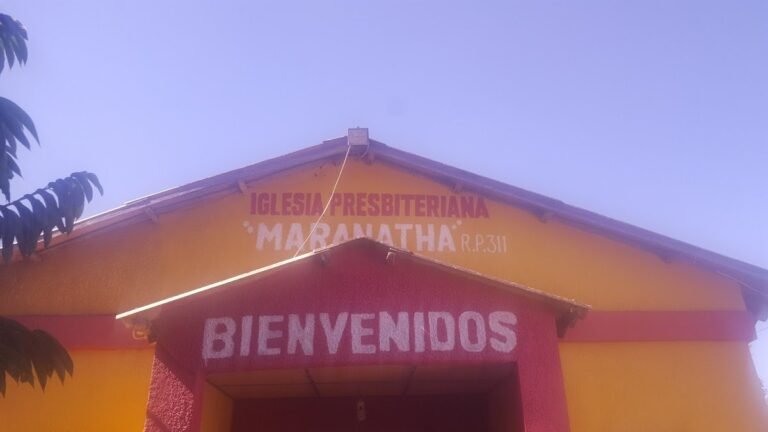 IGLESIA PRESBITERIANA
"MARANATHA" R.P.311
BIENVENIDOS